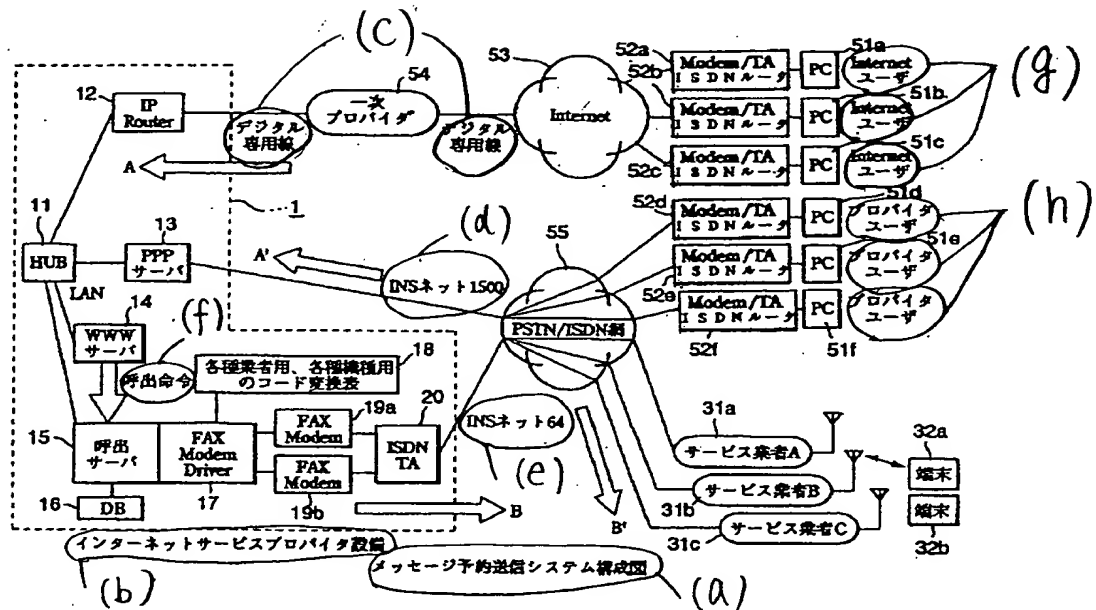 (c)
(g)
(h)
(d)
(f)
(e)
(b)
(a)
12
IP
Router
デジタル
専用線
54
一次
プロバイダ
デジタル
専用線
53
Internet
52a
Modem/TA
ISDNルータ
PC
51a
Internet
ユーザ
52b
Modem/TA
ISDNルータ
PC
51b
Internet
ユーザ
52c
Modem/TA
ISDNルータ
PC
51c
Internet
ユーザ
52d
Modem/TA
ISDNルータ
PC
51d
プロバイダ
ユーザ
52e
Modem/TA
ISDNルータ
PC
51e
プロバイダ
ユーザ
52f
Modem/TA
ISDNルータ
PC
51f
プロバイダ
ユーザ
A
1
11
HUB
LAN
13
PPP
サーバ
A'
INSネット1500
55
PSTN/ISDN網
14
WWW
サーバ
呼出命令
18
各種業者用、各種機種用
のコード変換表
15
呼出
サーバ
16
DB
FAX
Modem
Driver
17
19a
FAX
Modem
FAX
Modem
19b
20
ISDN
TA
B
INSネット64
B'
31a
サービス業者A
31b
サービス業者B
31c
サービス業者C
32a
端末
端末
32b
インターネットサービスプロバイダ設備
メッセージ予約送信システム構成図